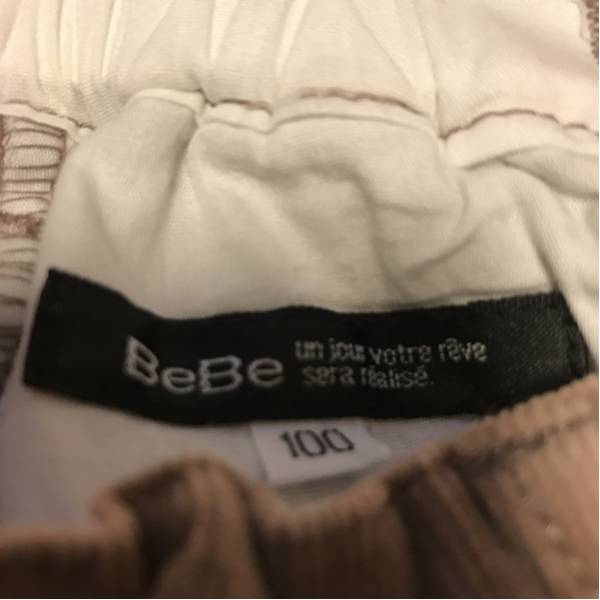 BeBe
un jour votre rêve
sera réalisé.
100